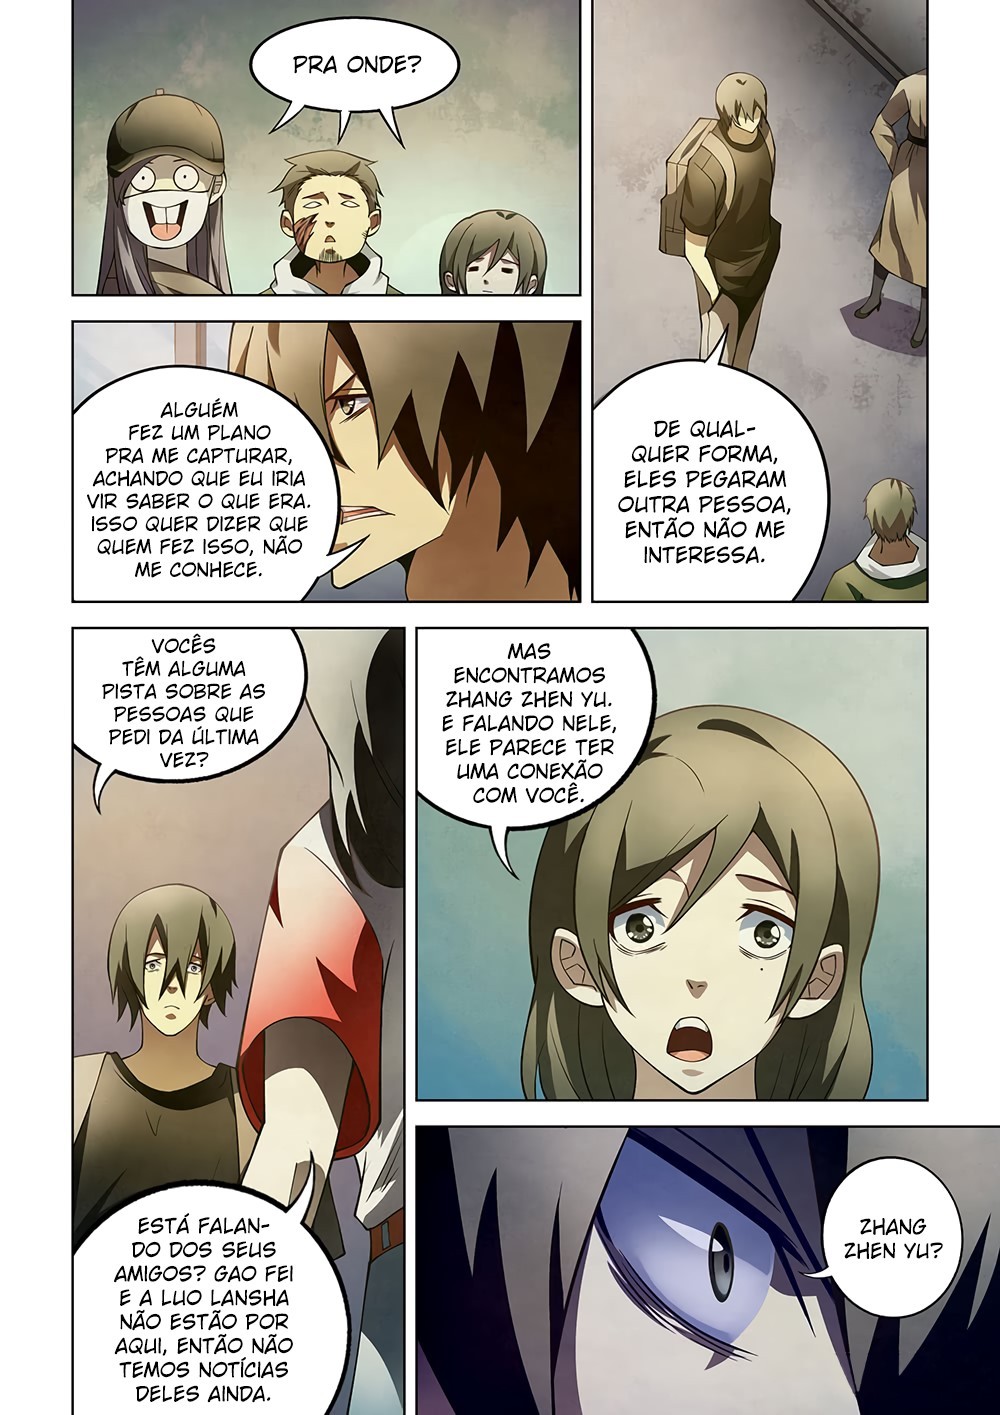 PRA ONDE?
ALGUÉM
FEZ UM PLANO
PRA ME CAPTURAR,
ACHANDO QUE EU IRIA
VIR SABER O QUE ERA.
ISSO QUER DIZER QUE
QUEM FEZ ISSO, NÃO
ME CONHECE.
DE QUAL-
QUER FORMA,
ELES PEGARAM
OUTRA PESSOA,
ENTÃO NÃO ME
INTERESSA.
VOCÊS
TÊM ALGUMA
PISTA SOBRE AS
PESSOAS QUE
PEDI DA ÚLTIMA
VEZ?
ESTÁ FALAN-
DO DOS SEUS
AMIGOS? GAO FEI
E A LUO LANSHA
NÃO ESTÃO POR
AQUI, ENTÃO NÃO
TEMOS NOTÍCIAS
DELES AINDA.
MAS
ENCONTRAMOS
ZHANG ZHEN YU.
E FALANDO NELE,
ELE PARECE TER
UMA CONEXÃO
COM VOCÊ.
ZHANG
ZHEN YU?